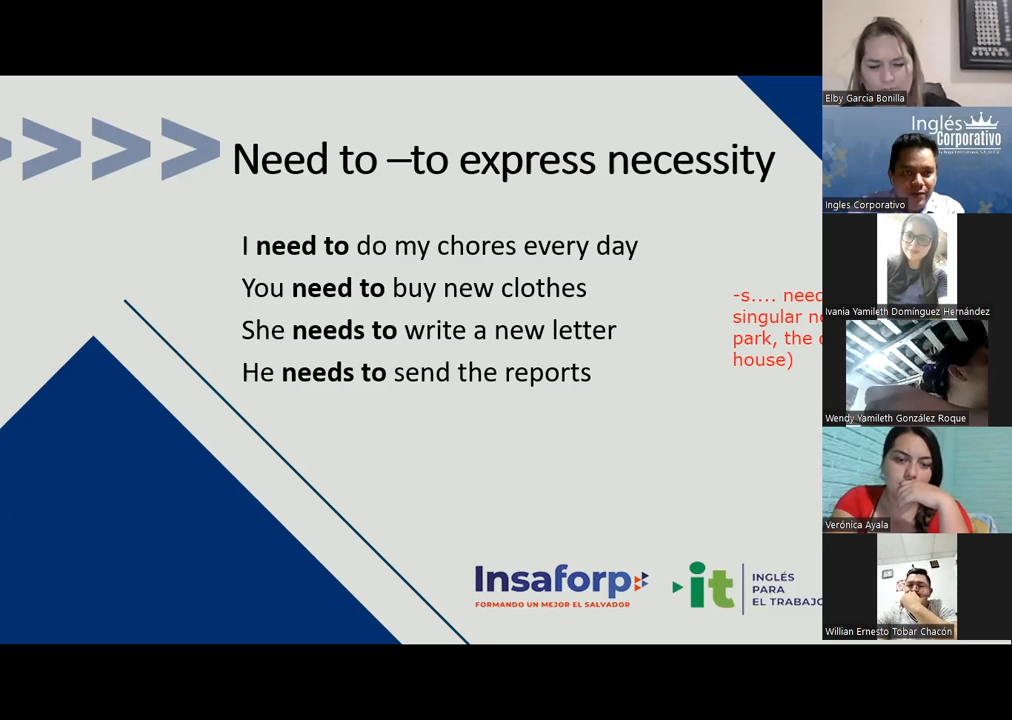 Need to –to express necessity
I need to do my chores every day
You need to buy new clothes
She needs to write a new letter
He needs to send the reports
-s.... need
singular
park, the
house)
Insaforp
FORMANDO UN MEJOR EL SALVADOR
it
INGLÉS
PARA
EL TRABAJO
Elby Garcia Bonilla
Inglés
Corporativo
Ingles Corporativo
Ivania Yamileth Domínguez Hernández
Wendy Yamileth González Roque
Verónica Ayala
Willian Ernesto Tobar Chacón